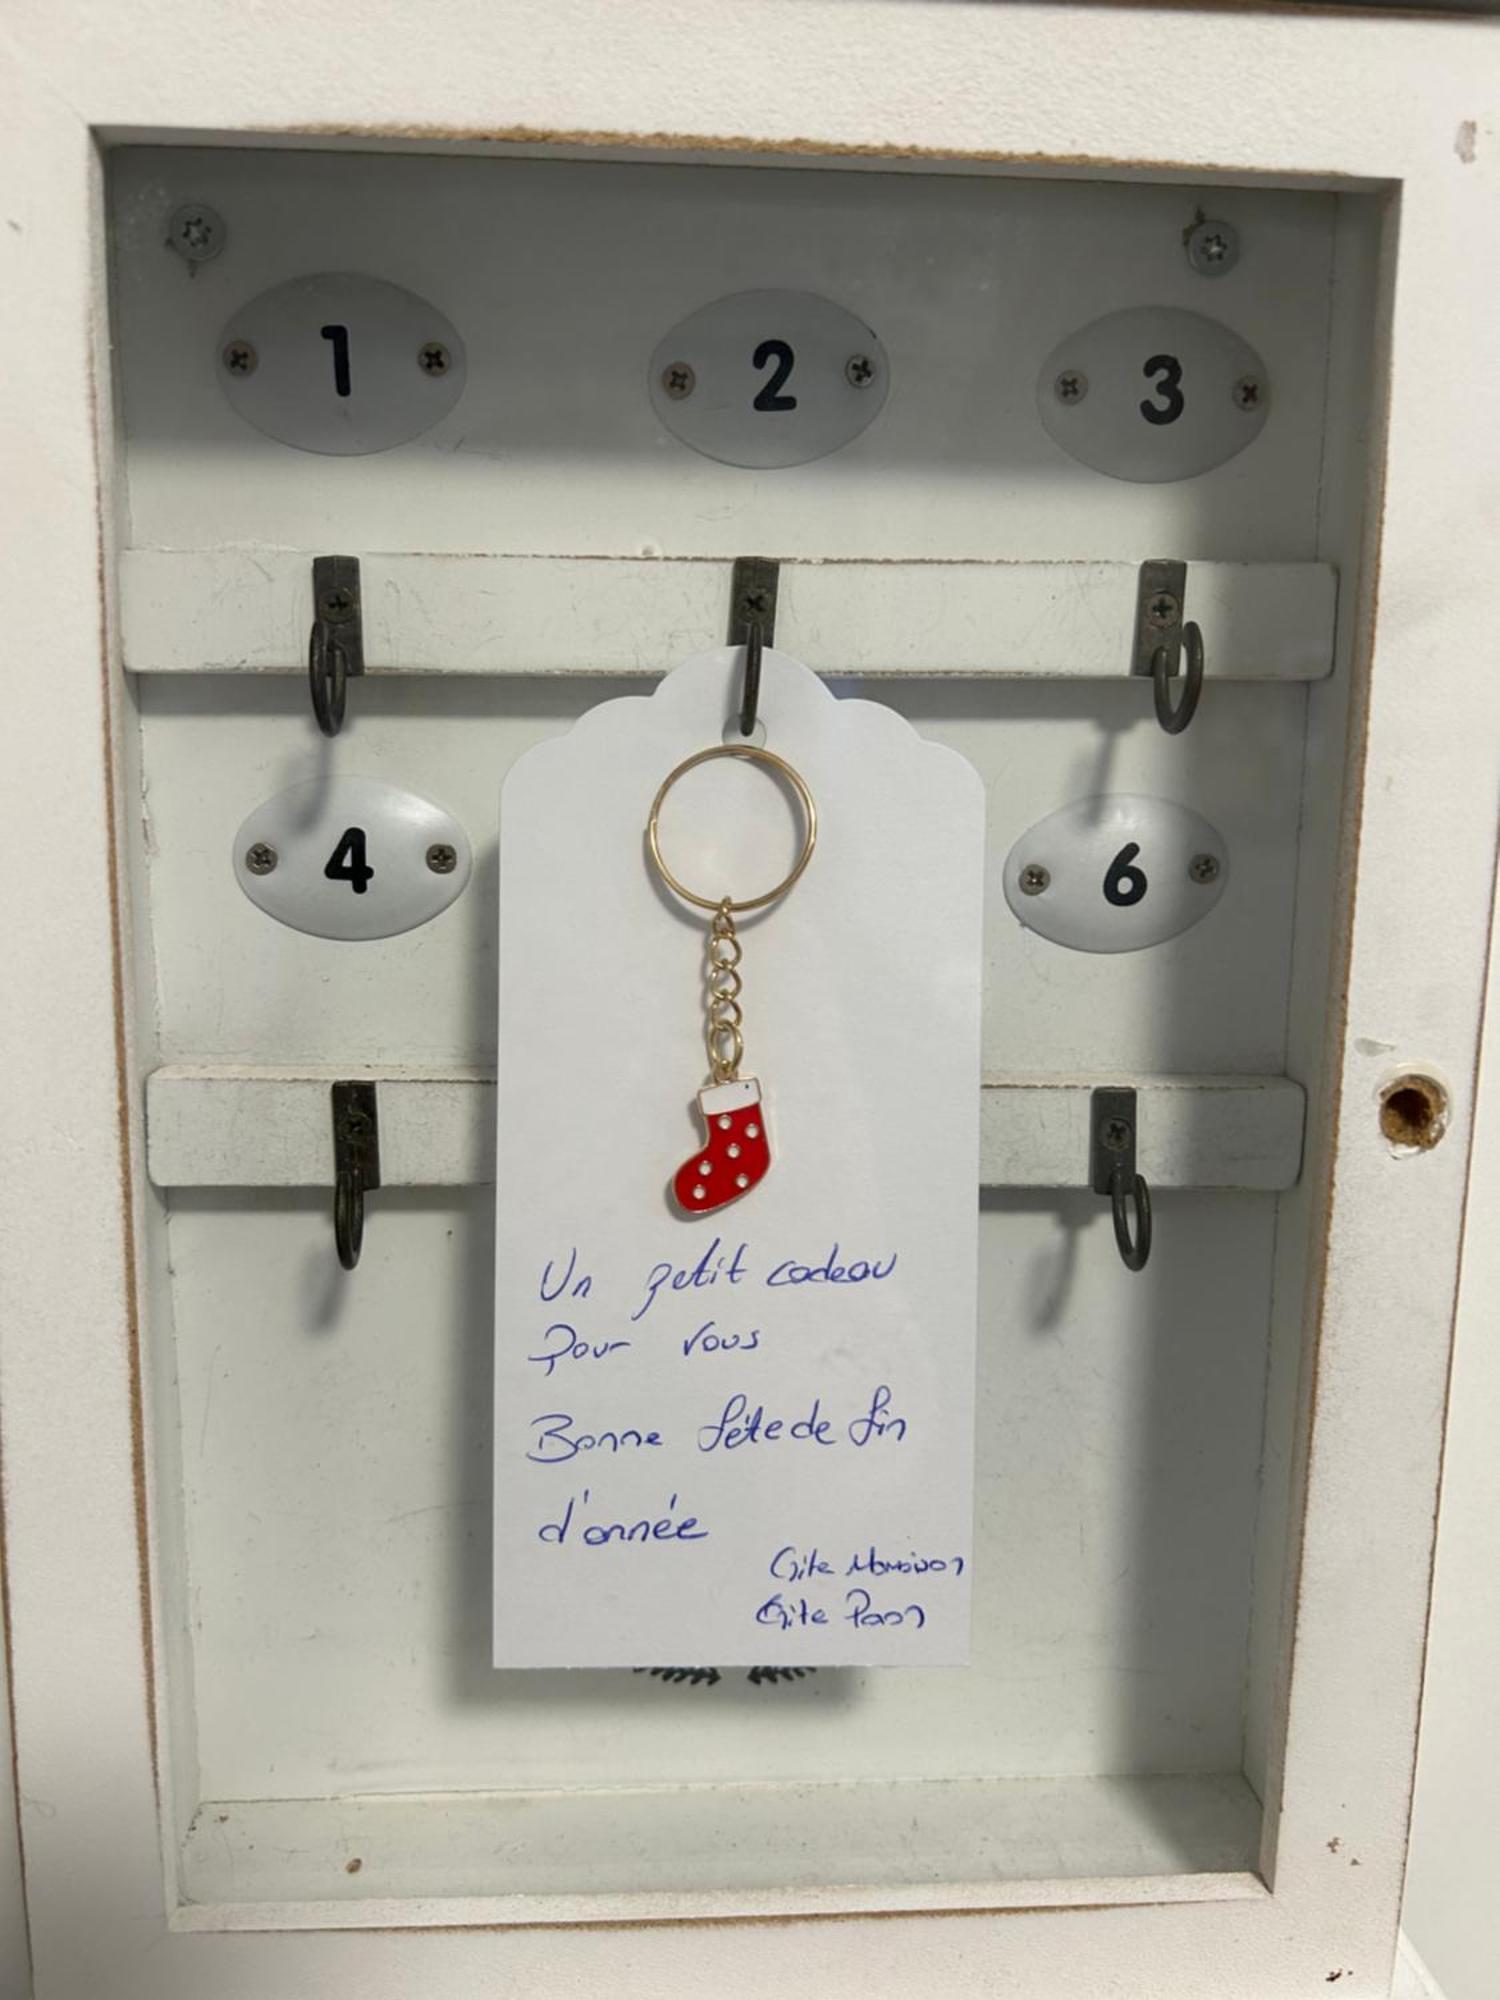 1 2 3
4 6
Un petit cadeau
Pour vous
Bonne fête de fin
d'année
Gite
Gite Paon